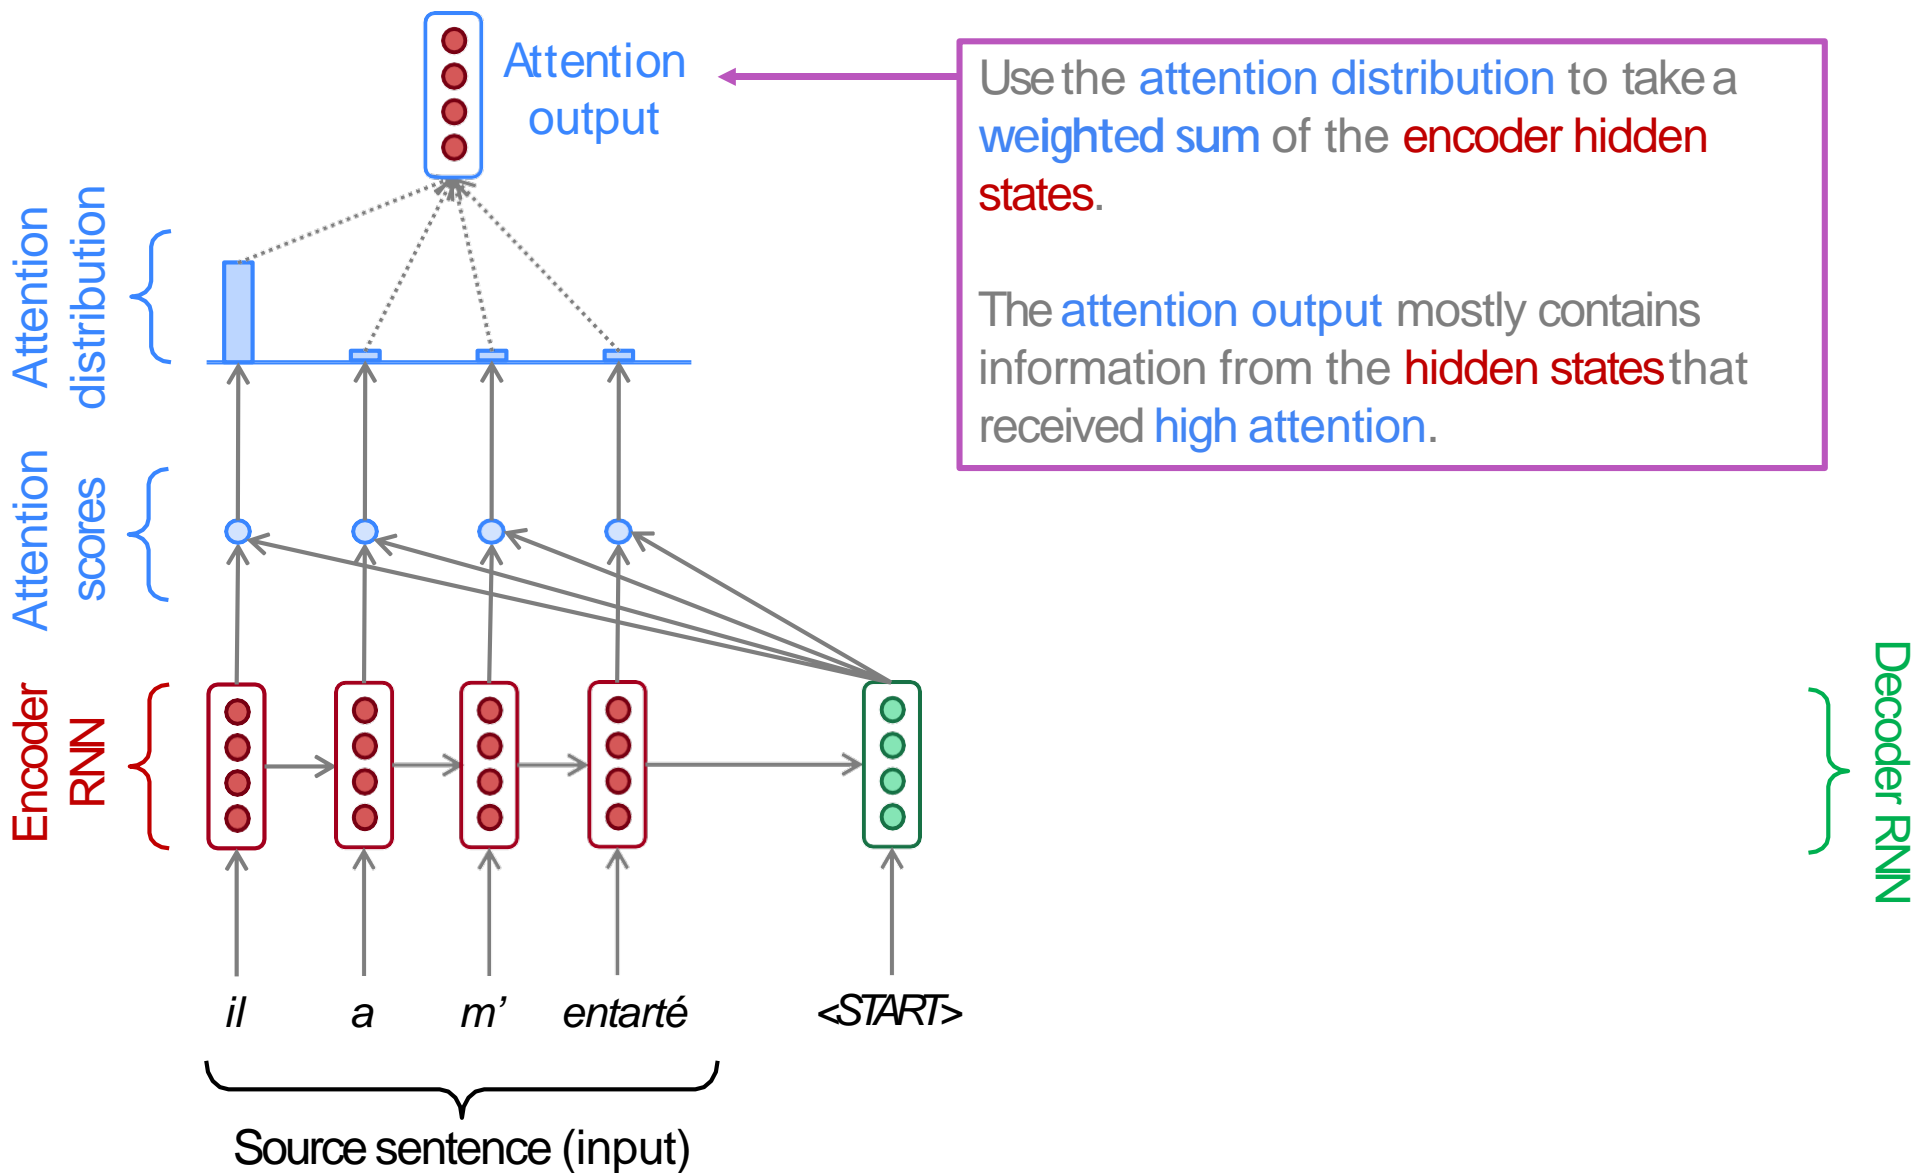 Attention
output
Use the attention distribution to take a
weighted sum of the encoder hidden
states.
The attention output mostly contains
information from the hidden states that
received high attention.
Attention
distribution
Attention
scores
Encoder
RNN
Decoder RNN
il a m’ entarté <START>
Source sentence (input)